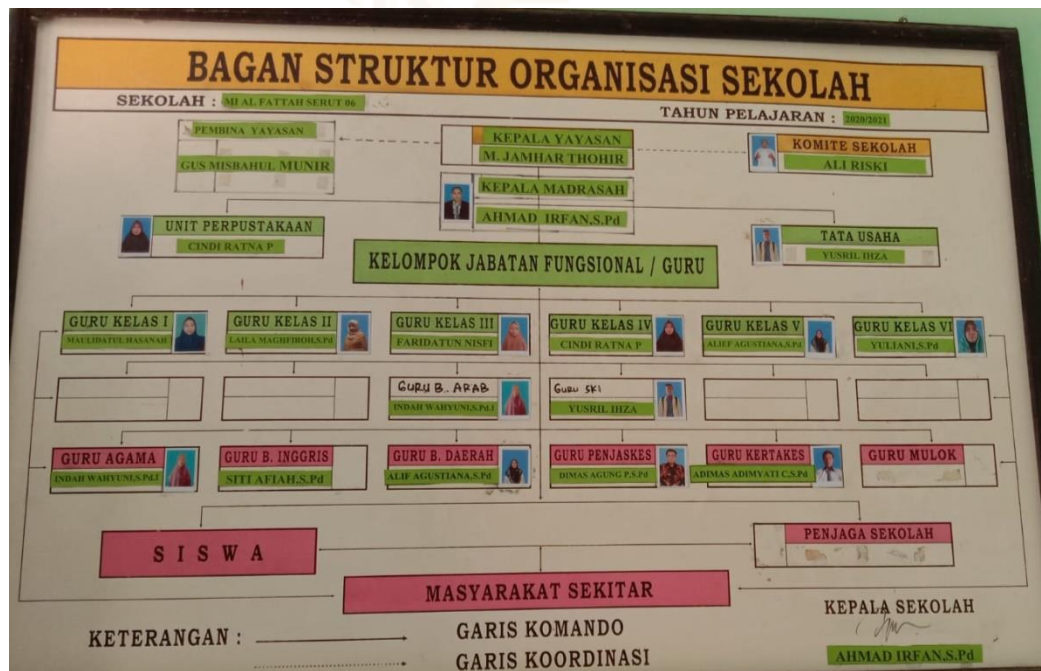 BAGAN STRUKTUR ORGANISASI SEKOLAH
SEKOLAH : MI AL FATTAH SERUT 06
TAHUN PELAJARAN : 2020/2021
PEMBINA YAYASAN
GUS MISBAHUL MUNIR
KEPALA YAYASAN
M. JAMHAR THOHIR
KOMITE SEKOLAH
ALI RISKI
KEPALA MADRASAH
AHMAD IRFAN,S.Pd
UNIT PERPUSTAKAAN
CINDI RATNA P
TATA USAHA
YUSRIL IHZA
KELOMPOK JABATAN FUNGSIONAL / GURU
GURU KELAS I
MAULIDATUL HASANAH
GURU KELAS II
LAILA MAGHFIROH,S.Pd
GURU KELAS III
FARIDATUN NISFI
GURU KELAS IV
CINDI RATNA P
GURU KELAS V
ALIEF AGUSTIANA,S.Pd
GURU KELAS VI
YULIANI,S.Pd
GURU B. ARAB
INDAH WAHYUNI,S.Pd.I
GURU SKI
YUSRIL IHZA
GURU AGAMA
INDAH WAHYUNI,S.Pd.I
GURU B. INGGRIS
SITI AFIAH,S.Pd
GURU B. DAERAH
ALIF AGUSTIANA,S.Pd
GURU PENJASKES
DIMAS AGUNG P,S.Pd
GURU KERTAKES
ADIMAS ADIMYATI C,S.Pd
GURU MULOK
SISWA
PENJAGA SEKOLAH
MASYARAKAT SEKITAR
KETERANGAN :
GARIS KOMANDO
GARIS KOORDINASI
KEPALA SEKOLAH
AHMAD IRFAN,S.Pd